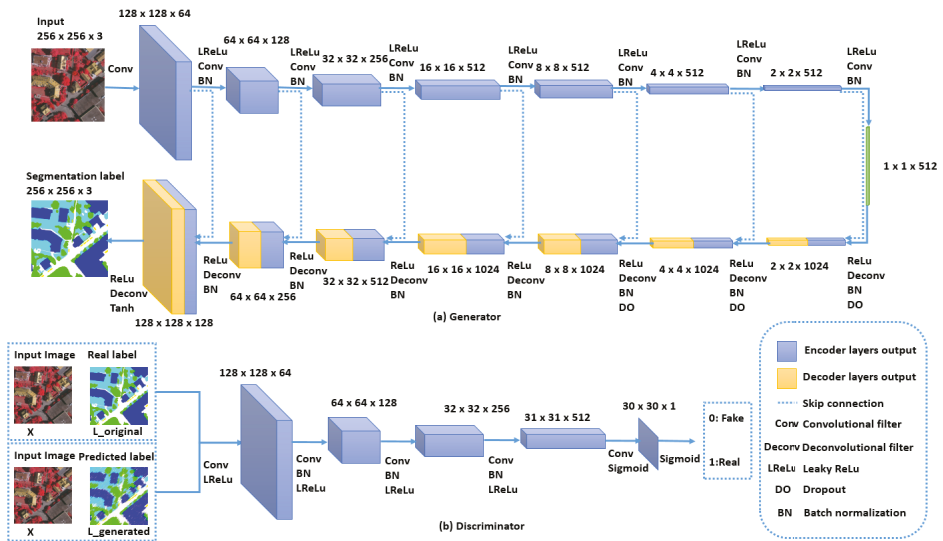 Input
256 x 256 x 3
Conv
128 x 128 x 64
LReLu
Conv
BN
64 x 64 x 128
LReLu
Conv
BN
32 x 32 x 256
LReLu
Conv
BN
16 x 16 x 512
LReLu
Conv
BN
8 x 8 x 512
LReLu
Conv
BN
4 x 4 x 512
LReLu
Conv
BN
2 x 2 x 512
LReLu
Conv
BN
1 x 1 x 512
Segmentation label
256 x 256 x 3
ReLu
Deconv
Tanh
128 x 128 x 128
ReLu
Deconv
BN
64 x 64 x 256
ReLu
Deconv
BN
32 x 32 x 512
ReLu
Deconv
BN
16 x 16 x 1024
ReLu
Deconv
BN
8 x 8 x 1024
ReLu
Deconv
BN
DO
4 x 4 x 1024
ReLu
Deconv
BN
DO
2 x 2 x 1024
ReLu
Deconv
BN
DO
(a) Generator
Input Image Real label
X L_original
Input Image Predicted label
X L_generated
Conv
LReLu
128 x 128 x 64
Conv
BN
LReLu
64 x 64 x 128
Conv
BN
LReLu
32 x 32 x 256
Conv
BN
LReLu
31 x 31 x 512
Conv
Sigmoid
30 x 30 x 1
Sigmoid
0: Fake
1:Real
(b) Discriminator
Encoder layers output
Decoder layers output
Skip connection
Conv Convolutional filter
Deconv Deconvolutional filter
LReLu Leaky ReLu
DO Dropout
BN Batch normalization